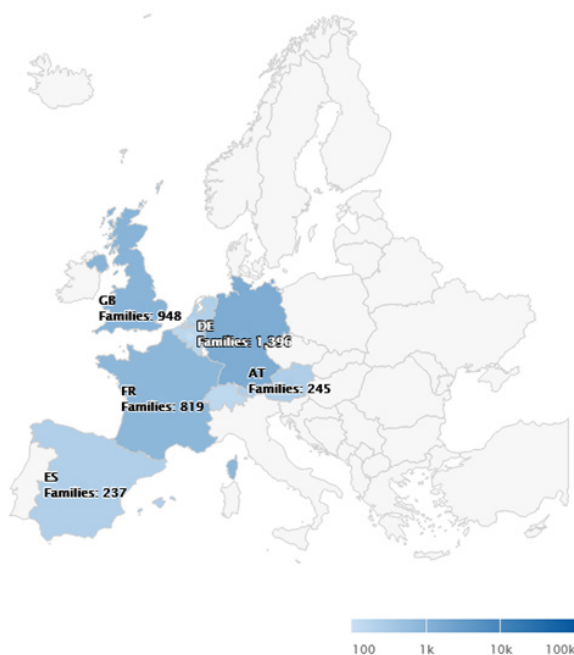 GB
Families: 948
DE
Families: 1,396
AT
Families: 245
FR
Families: 819
ES
Families: 237
100 1k 10k 100k